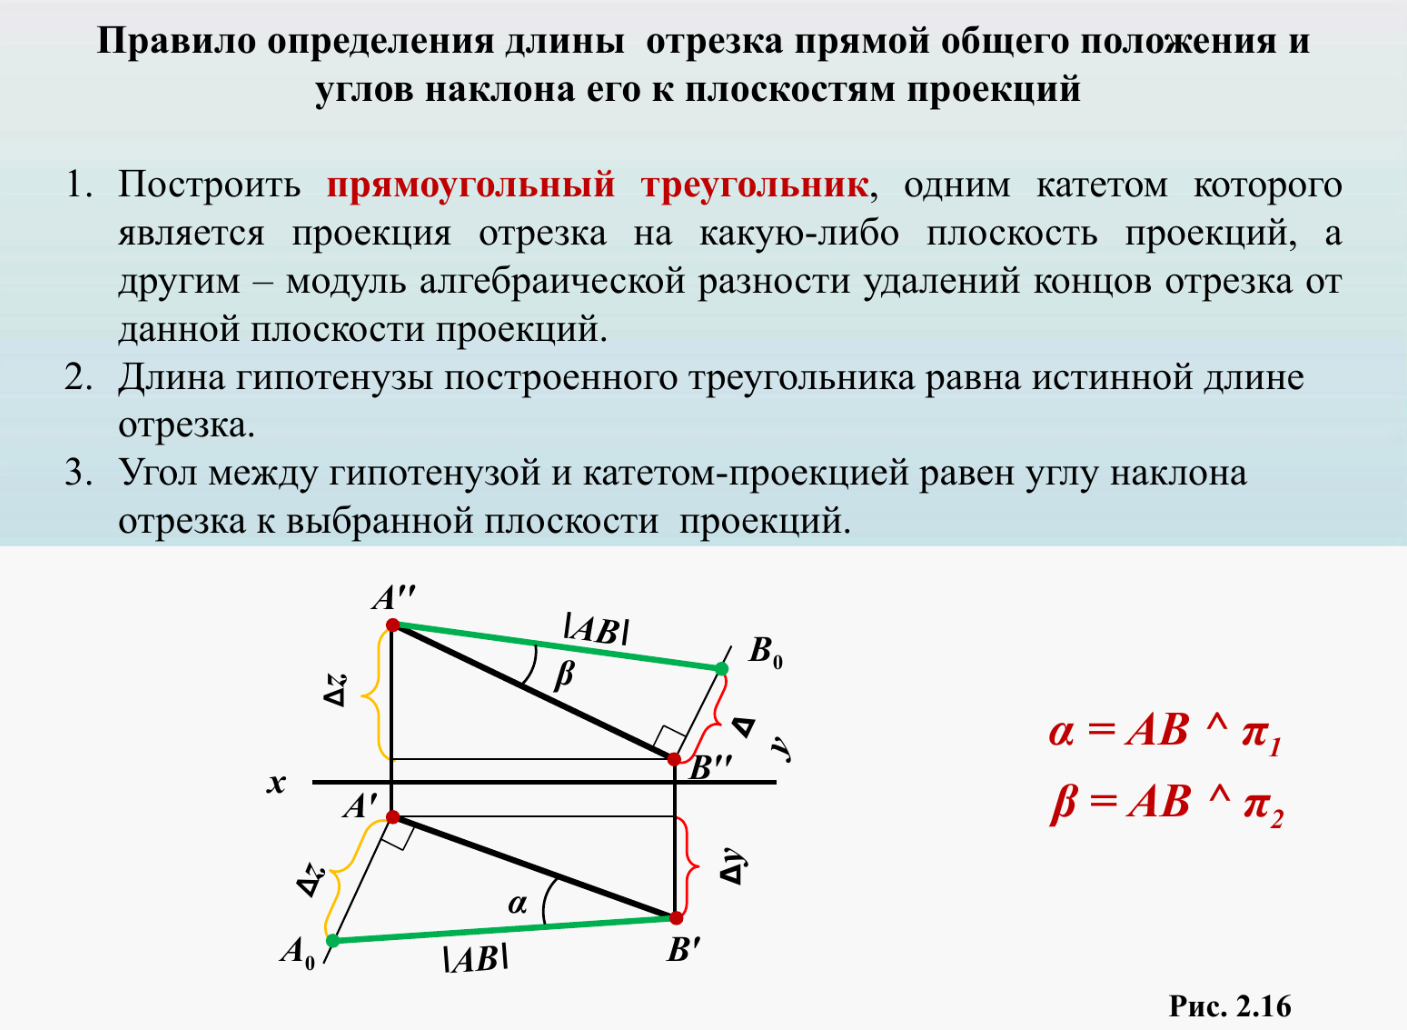 Правило определения длины отрезка прямой общего положения и
углов наклона его к плоскостям проекций
1. Построить прямоугольный треугольник, одним катетом которого
является проекция отрезка на какую-либо плоскость проекций, а
другим – модуль алгебраической разности удалений концов отрезка от
данной плоскости проекций.
2. Длина гипотенузы построенного треугольника равна истинной длине
отрезка.
3. Угол между гипотенузой и катетом-проекцией равен углу наклона
отрезка к выбранной плоскости проекций.
A''
|AB|
B₀
β
Δz
Δ
y
B''
x
A'
Δz
Δy
α
A₀
|AB|
B'
α = AB ^ π₁
β = AB ^ π₂
Рис. 2.16